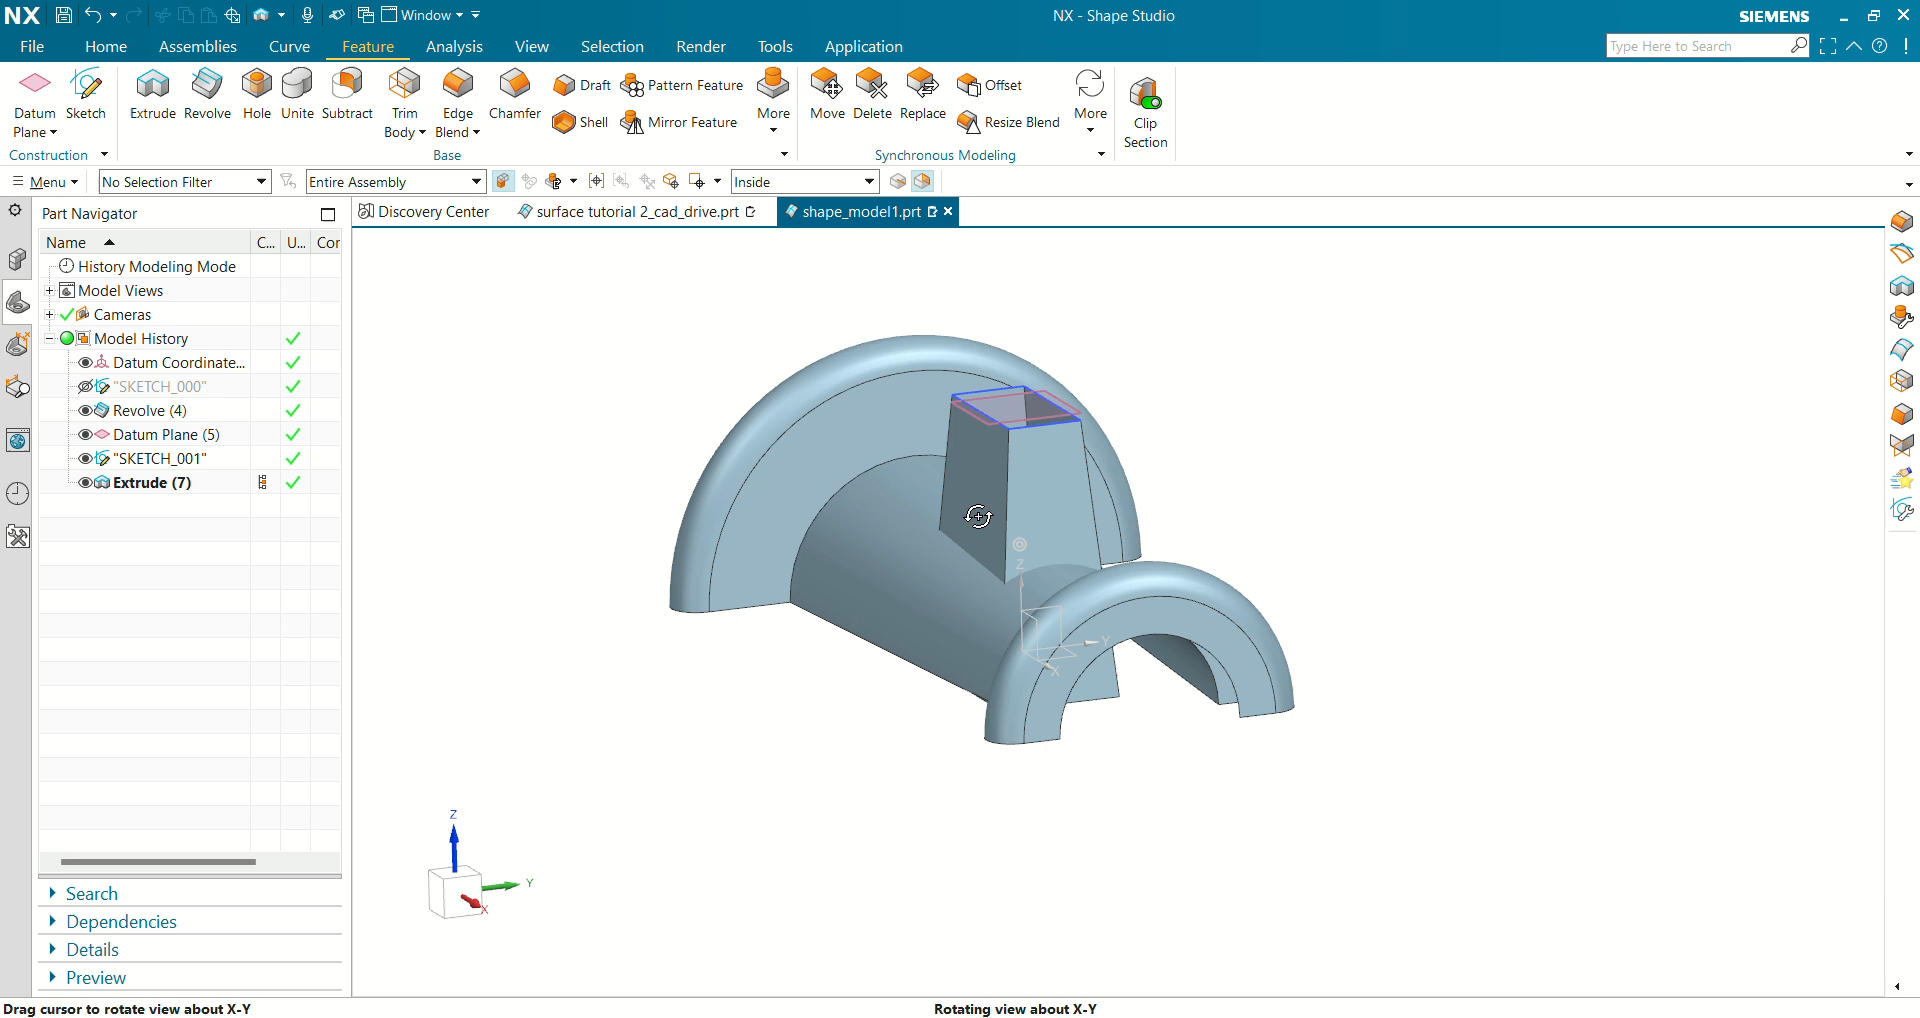 NX Window NX - Shape Studio SIEMENS
File Home Assemblies Curve Feature Analysis View Selection Render Tools Application Type Here to Search
Datum Plane Sketch Extrude Revolve Hole Unite Subtract Trim Body Edge Blend Chamfer Draft Shell Pattern Feature Mirror Feature More Move Delete Replace Offset Resize Blend More Clip Section
Construction Base Synchronous Modeling
Menu No Selection Filter Entire Assembly Inside
Part Navigator Discovery Center surface tutorial 2_cad_drive.prt shape_model1.prt
Name C... U... Cor
History Modeling Mode
Model Views
Cameras
Model History
Datum Coordinate...
"SKETCH_000"
Revolve (4)
Datum Plane (5)
"SKETCH_001"
Extrude (7)
Z
Y
X
Z
Y
X
Search
Dependencies
Details
Preview
Drag cursor to rotate view about X-Y Rotating view about X-Y